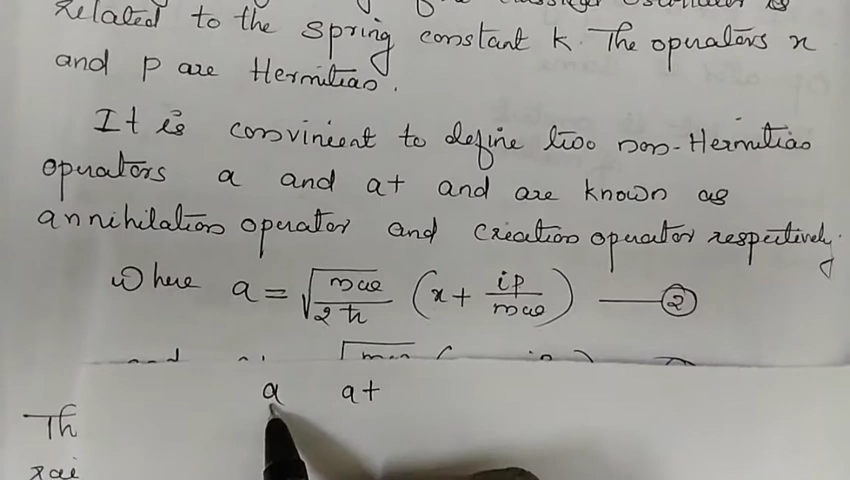 related to the spring constant k. The operators x
and p are Hermitian.
It is convinient to define two non-Hermitian
operators a and a+ and are known as
annihilation operator and creation operator respectively.
Where a = √(mω/2ħ) (x + ip/mω) —— ②
a a+
Th